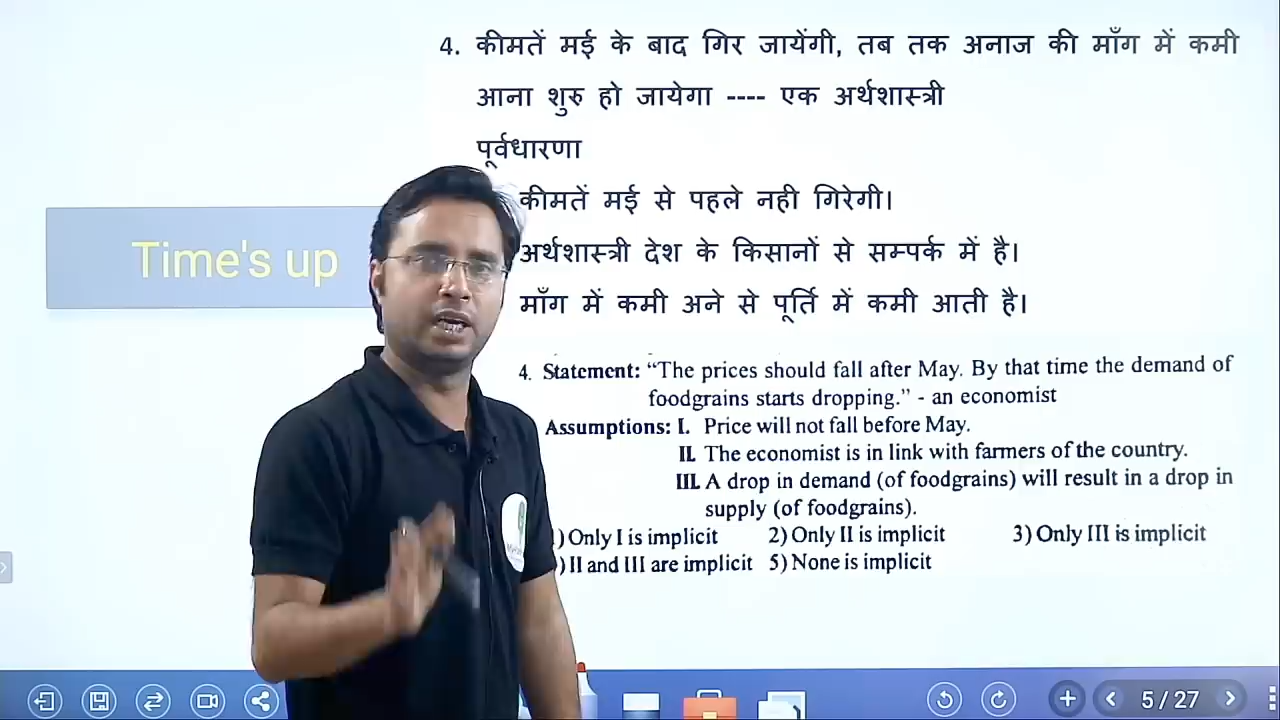 4. कीमतें मई के बाद गिर जायेंगी, तब तक अनाज की माँग में कमी
आना शुरु हो जायेगा ---- एक अर्थशास्त्री
पूर्वधारणा
कीमतें मई से पहले नही गिरेगी।
अर्थशास्त्री देश के किसानों से सम्पर्क में है।
माँग में कमी अने से पूर्ति में कमी आती है।
Time's up
4. Statement: “The prices should fall after May. By that time the demand of
foodgrains starts dropping.” - an economist
Assumptions: I. Price will not fall before May.
II. The economist is in link with farmers of the country.
III. A drop in demand (of foodgrains) will result in a drop in
supply (of foodgrains).
) Only I is implicit 2) Only II is implicit 3) Only III is implicit
) II and III are implicit 5) None is implicit
5 / 27